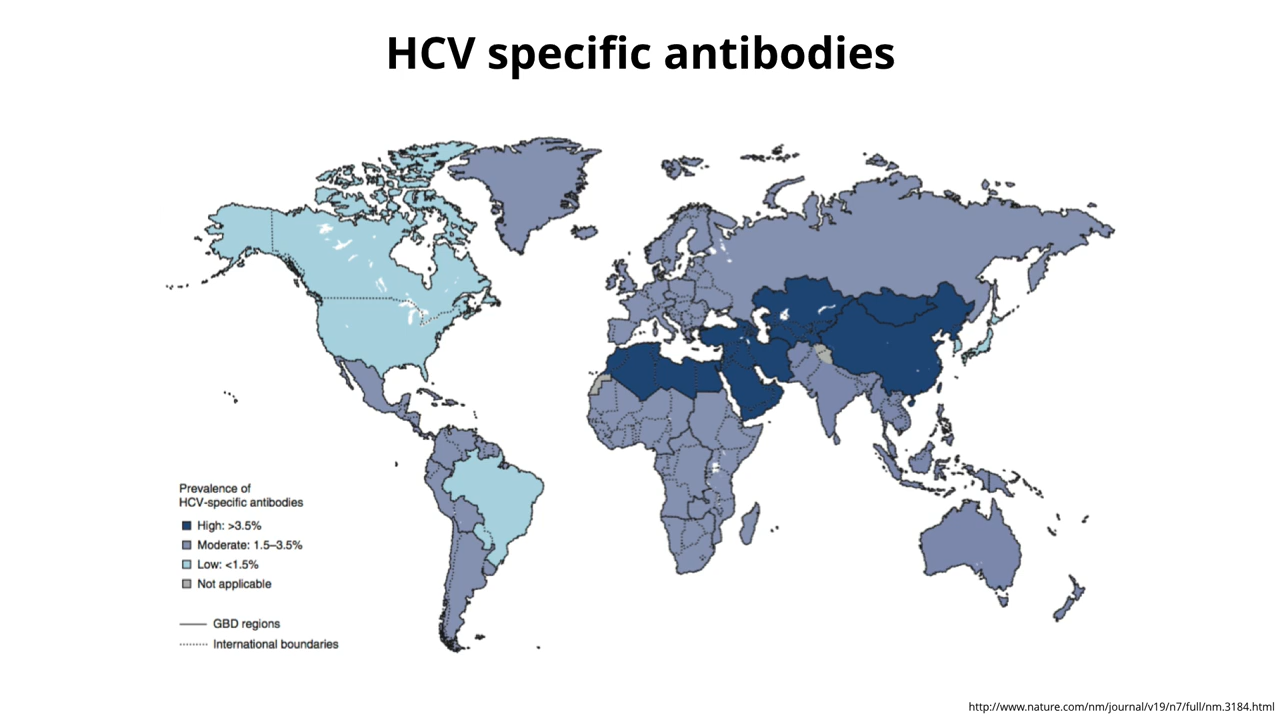 HCV specific antibodies
Prevalence of
HCV-specific antibodies
High: >3.5%
Moderate: 1.5–3.5%
Low: <1.5%
Not applicable
GBD regions
International boundaries
http://www.nature.com/nm/journal/v19/n7/full/nm.3184.html